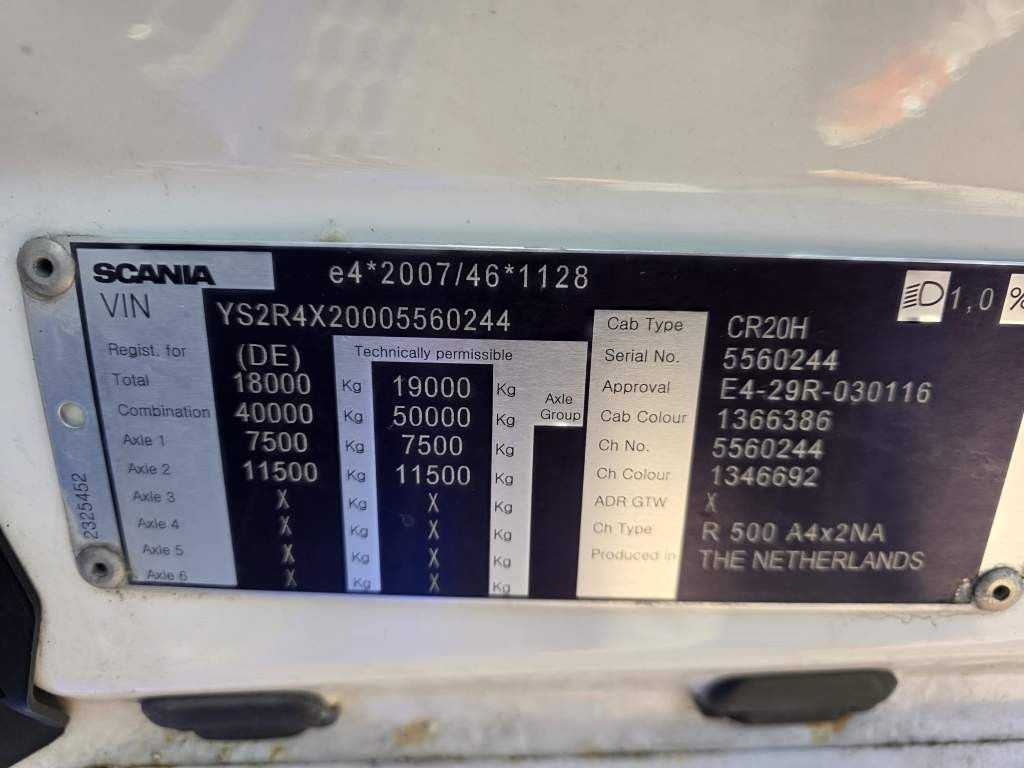 SCANIA e4*2007/46*1128 1,0 %
VIN YS2R4X20005560244
Regist. for (DE) Technically permissible
Total 18000 Kg 19000 Kg
Combination 40000 Kg 50000 Kg Axle Group
Axle 1 7500 Kg 7500 Kg
Axle 2 11500 Kg 11500 Kg
Axle 3 X Kg X Kg
Axle 4 X Kg X Kg
Axle 5 X Kg X Kg
Axle 6 X Kg X Kg
Cab Type CR20H
Serial No. 5560244
Approval E4-29R-030116
Cab Colour 1366386
Ch No. 5560244
Ch Colour 1346692
ADR GTW X
Ch Type R 500 A4x2NA
Produced in THE NETHERLANDS
2325452